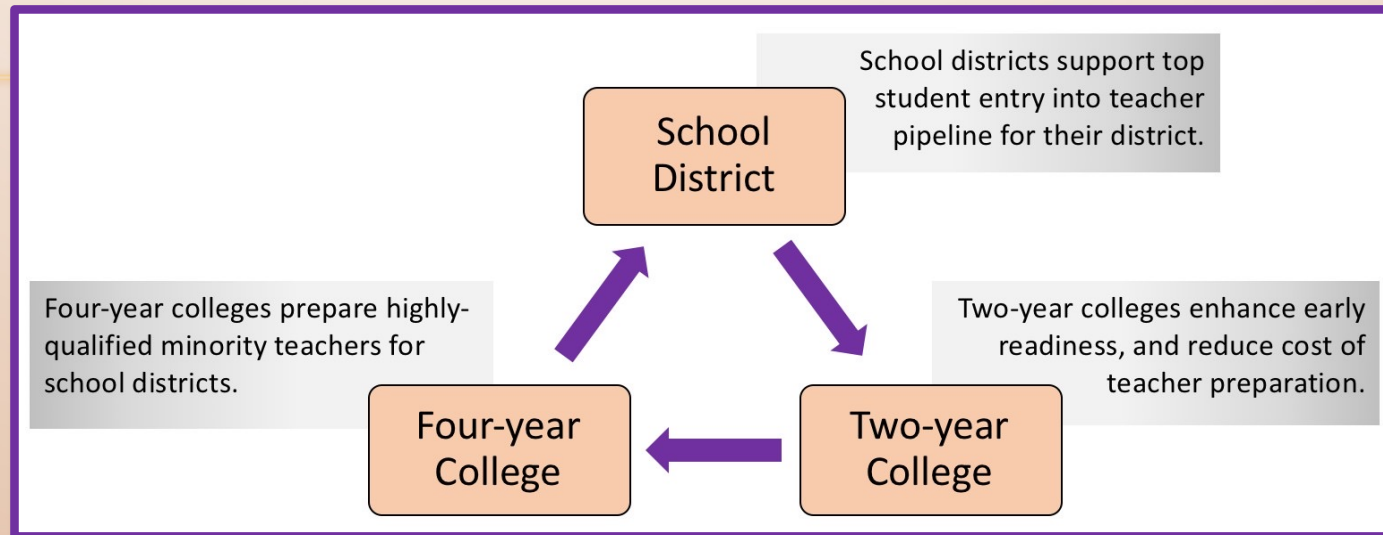 School districts support top
student entry into teacher
pipeline for their district.
School
District
Four-year colleges prepare highly-
qualified minority teachers for
school districts.
Two-year colleges enhance early
readiness, and reduce cost of
teacher preparation.
Four-year
College
Two-year
College